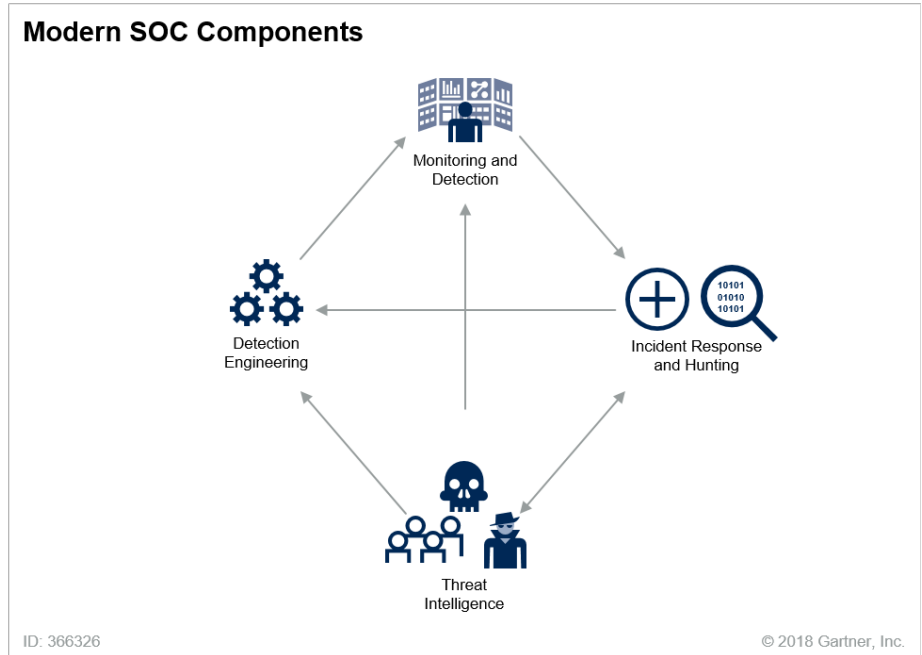 Modern SOC Components
Monitoring and
Detection
10101
01010
10101
Detection
Engineering
Incident Response
and Hunting
Threat
Intelligence
ID: 366326
© 2018 Gartner, Inc.